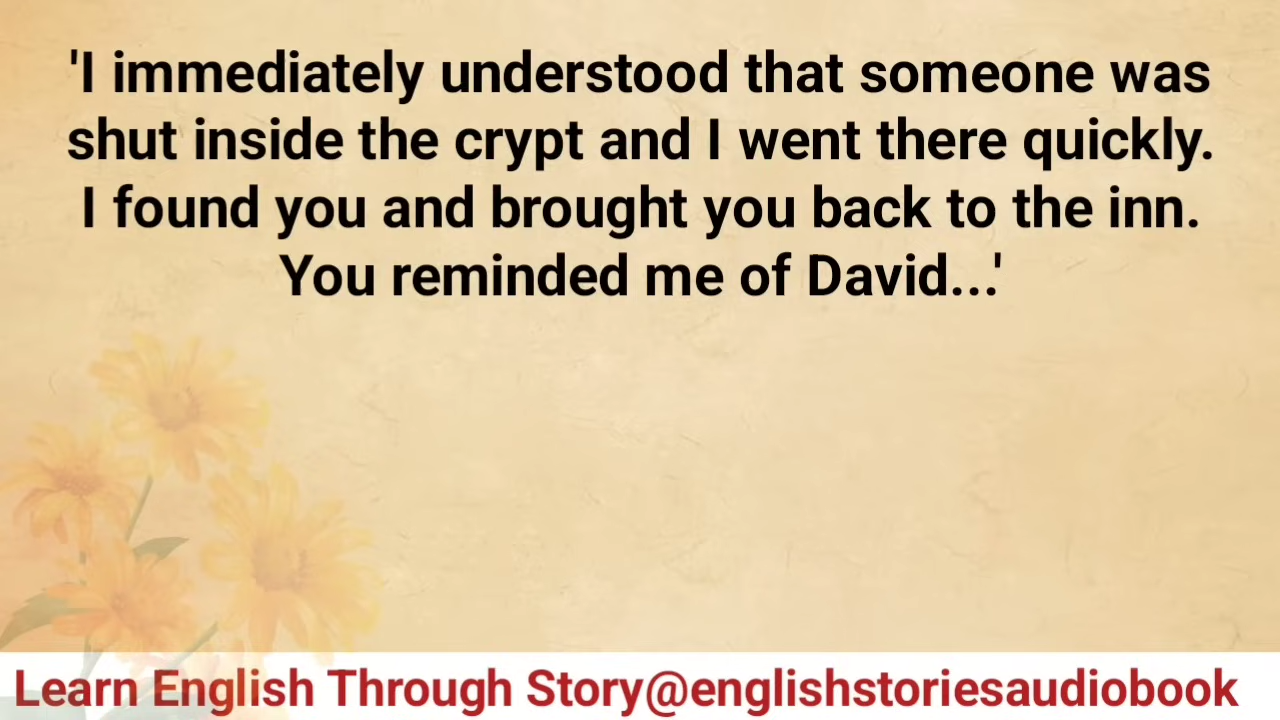 'I immediately understood that someone was
shut inside the crypt and I went there quickly.
I found you and brought you back to the inn.
You reminded me of David...'
Learn English Through Story@englishstoriesaudiobook